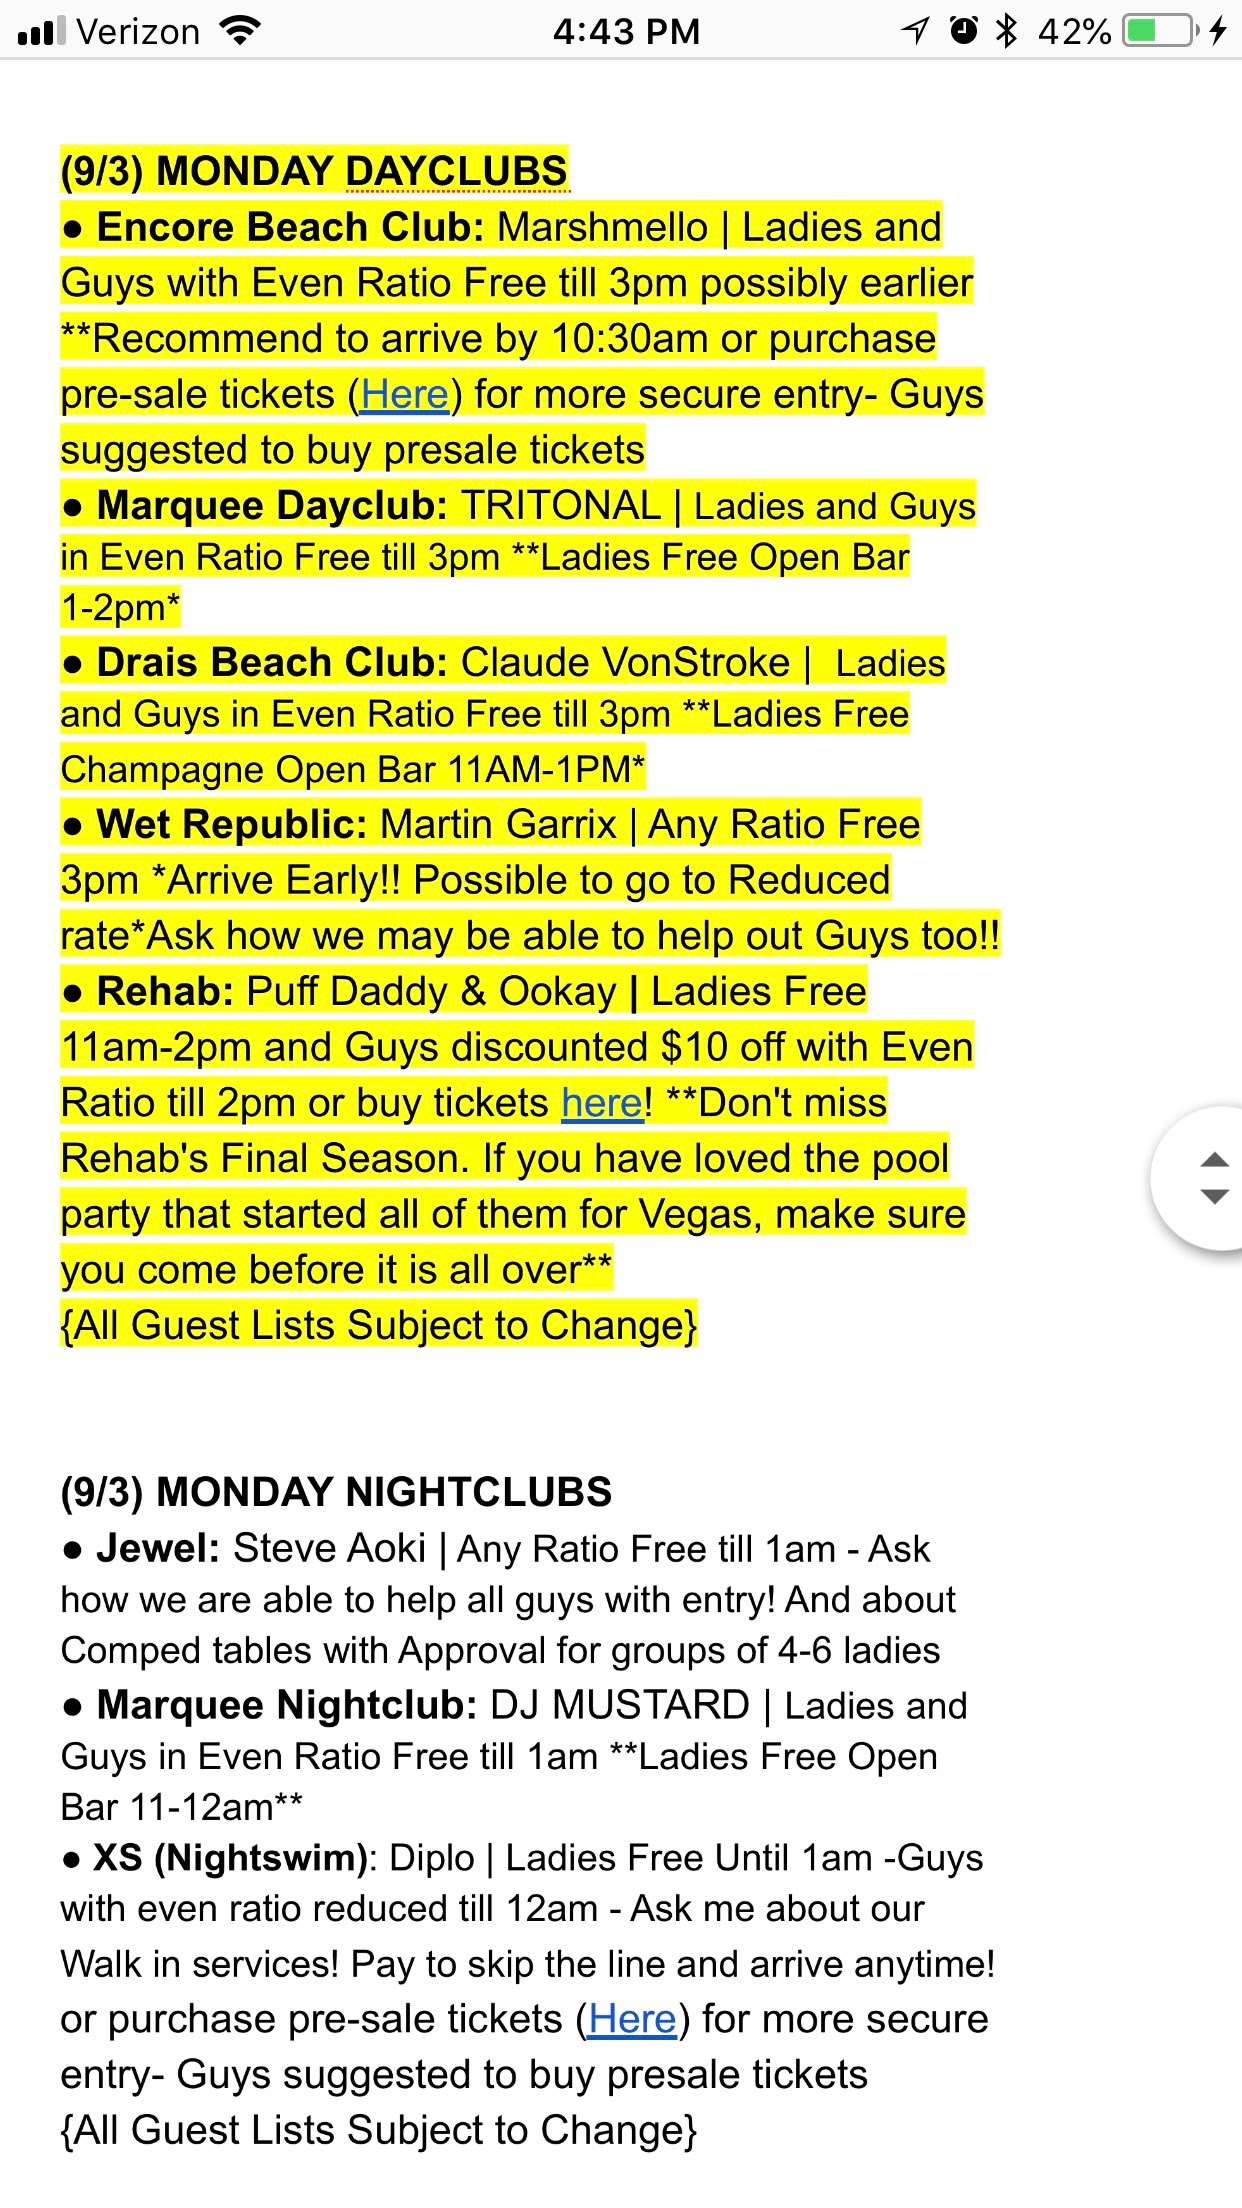 Verizon 4:43 PM 42%
(9/3) MONDAY DAYCLUBS
● Encore Beach Club: Marshmello | Ladies and
Guys with Even Ratio Free till 3pm possibly earlier
**Recommend to arrive by 10:30am or purchase
pre-sale tickets (Here) for more secure entry- Guys
suggested to buy presale tickets
● Marquee Dayclub: TRITONAL | Ladies and Guys
in Even Ratio Free till 3pm **Ladies Free Open Bar
1-2pm*
● Drais Beach Club: Claude VonStroke |  Ladies
and Guys in Even Ratio Free till 3pm **Ladies Free
Champagne Open Bar 11AM-1PM*
● Wet Republic: Martin Garrix | Any Ratio Free
3pm *Arrive Early!! Possible to go to Reduced
rate*Ask how we may be able to help out Guys too!!
● Rehab: Puff Daddy & Ookay | Ladies Free
11am-2pm and Guys discounted $10 off with Even
Ratio till 2pm or buy tickets here! **Don't miss
Rehab's Final Season. If you have loved the pool
party that started all of them for Vegas, make sure
you come before it is all over**
{All Guest Lists Subject to Change}
(9/3) MONDAY NIGHTCLUBS
● Jewel: Steve Aoki | Any Ratio Free till 1am - Ask
how we are able to help all guys with entry! And about
Comped tables with Approval for groups of 4-6 ladies
● Marquee Nightclub: DJ MUSTARD | Ladies and
Guys in Even Ratio Free till 1am **Ladies Free Open
Bar 11-12am**
● XS (Nightswim): Diplo | Ladies Free Until 1am -Guys
with even ratio reduced till 12am - Ask me about our
Walk in services! Pay to skip the line and arrive anytime!
or purchase pre-sale tickets (Here) for more secure
entry- Guys suggested to buy presale tickets
{All Guest Lists Subject to Change}